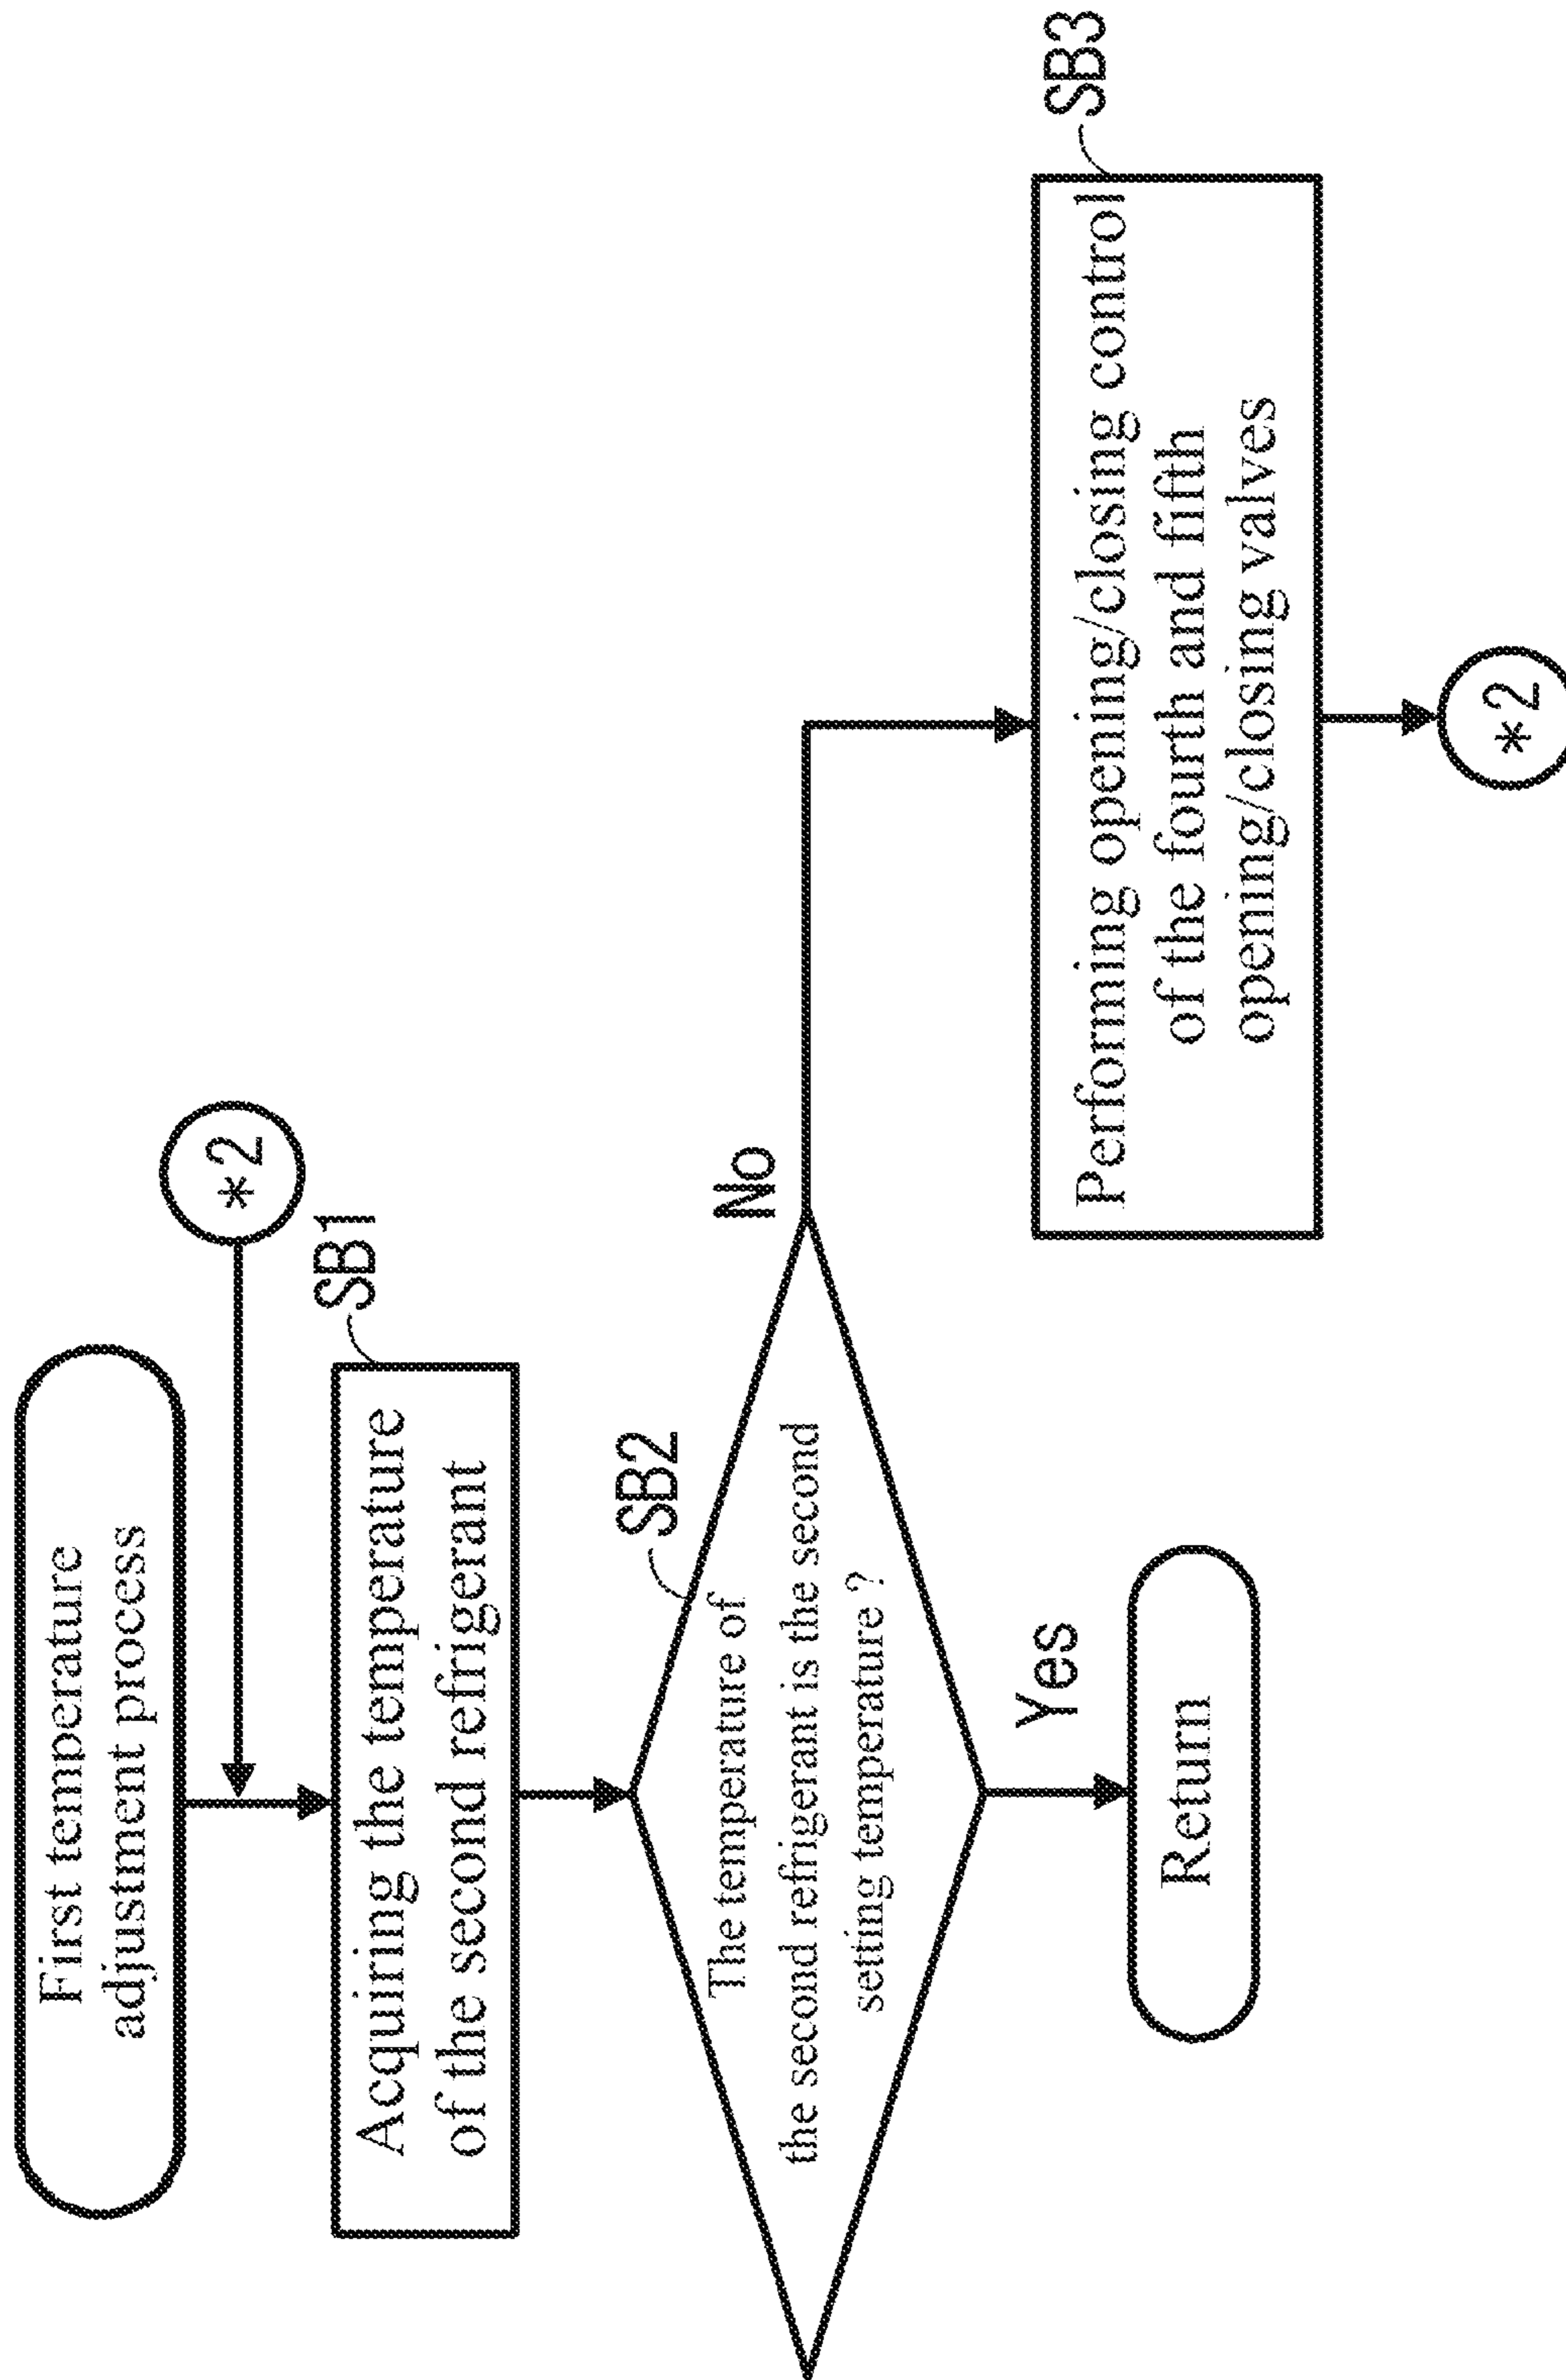 First temperature
adjustment process
*2
SB1
Acquiring the temperature
of the second refrigerant
SB2
The temperature of
the second refrigerant is the second
setting temperature ?
No
Yes
Return
SB3
Performing opening/closing control
of the fourth and fifth
opening/closing valves
*2